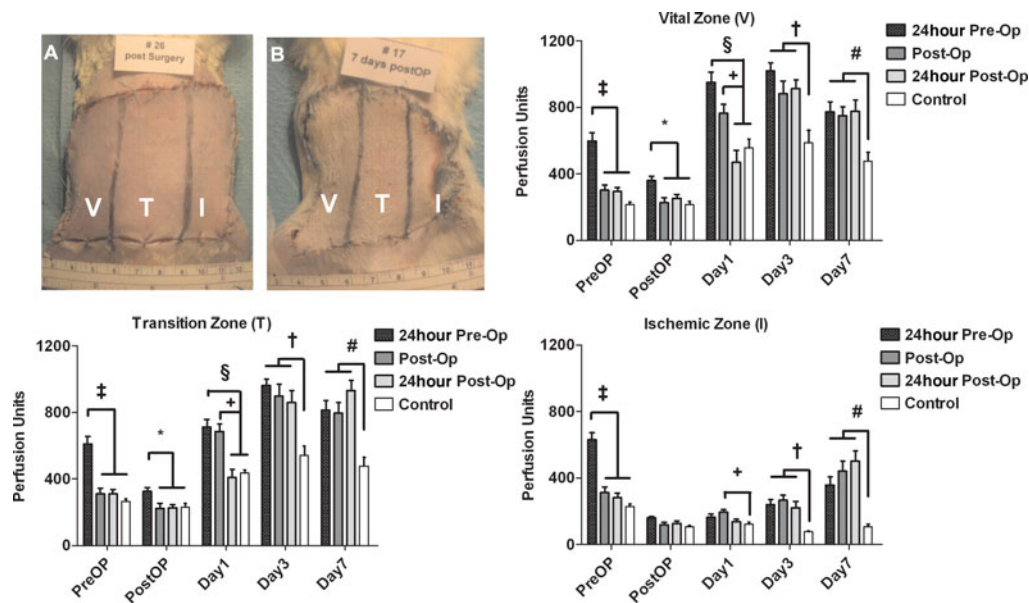 A
# 26
post Surgery
B
# 17
7 days postOP
V T I
V T I
Vital Zone (V)
Perfusion Units
1200
800
400
0
‡
*
§
+
†
#
24hour Pre-Op
Post-Op
24hour Post-Op
Control
PreOP
PostOP
Day1
Day3
Day7
Transition Zone (T)
Perfusion Units
1200
800
400
0
‡
*
§
+
†
#
24hour Pre-Op
Post-Op
24hour Post-Op
Control
PreOP
PostOP
Day1
Day3
Day7
Ischemic Zone (I)
Perfusion Units
1200
800
400
0
‡
+
†
#
24hour Pre-Op
Post-Op
24hour Post-Op
Control
PreOP
PostOP
Day1
Day3
Day7